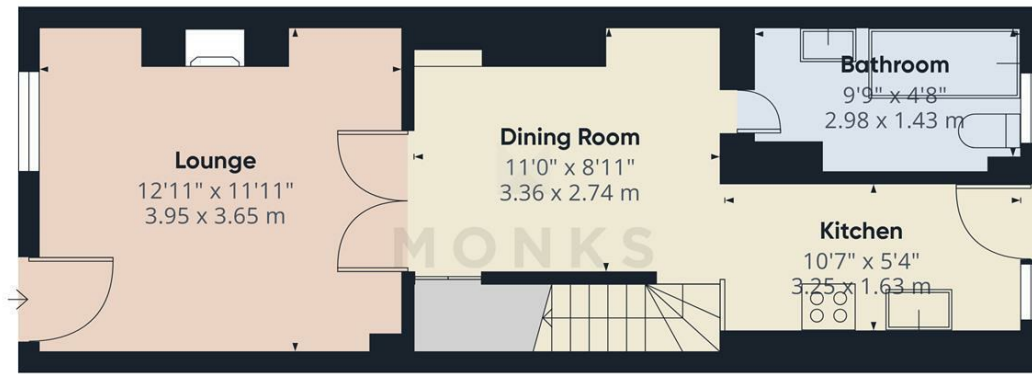 Lounge
12'11" x 11'11"
3.95 x 3.65 m
Dining Room
11'0" x 8'11"
3.36 x 2.74 m
Bathroom
9'9" x 4'8"
2.98 x 1.43 m
Kitchen
10'7" x 5'4"
3.25 x 1.63 m
MONKS